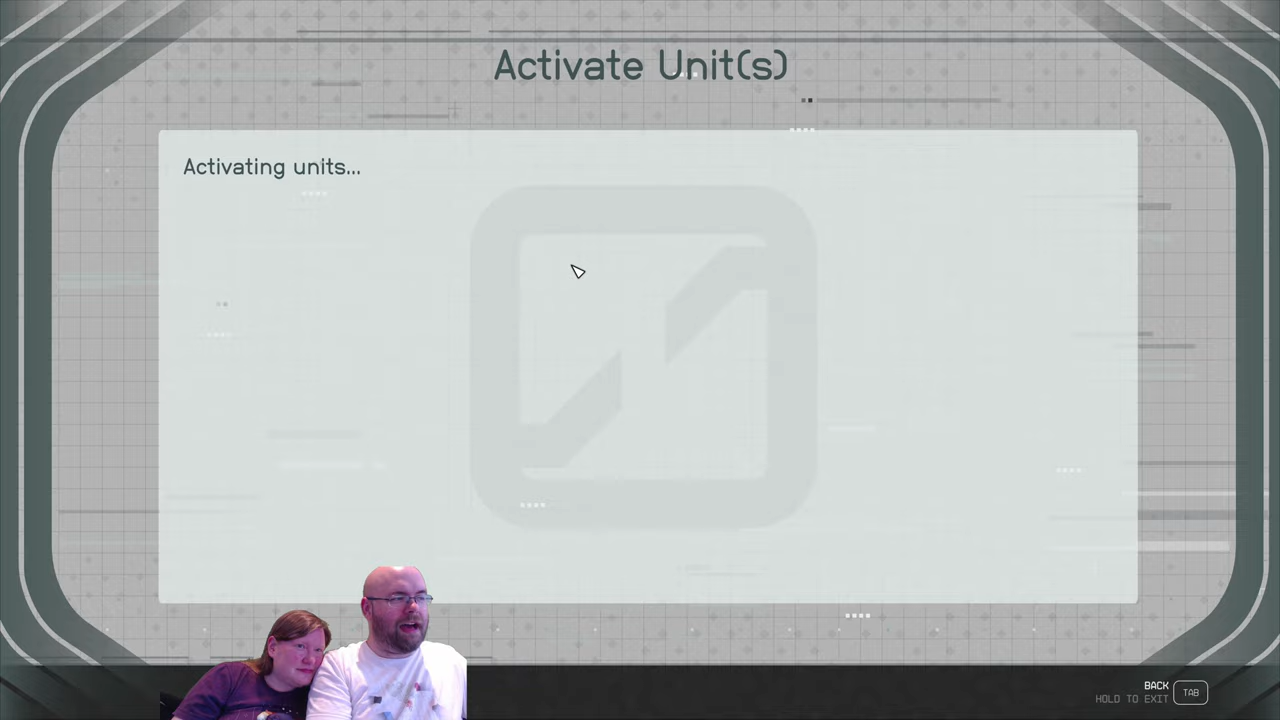 Activate Unit(s)
Activating units...
BACK
HOLD TO EXIT
TAB